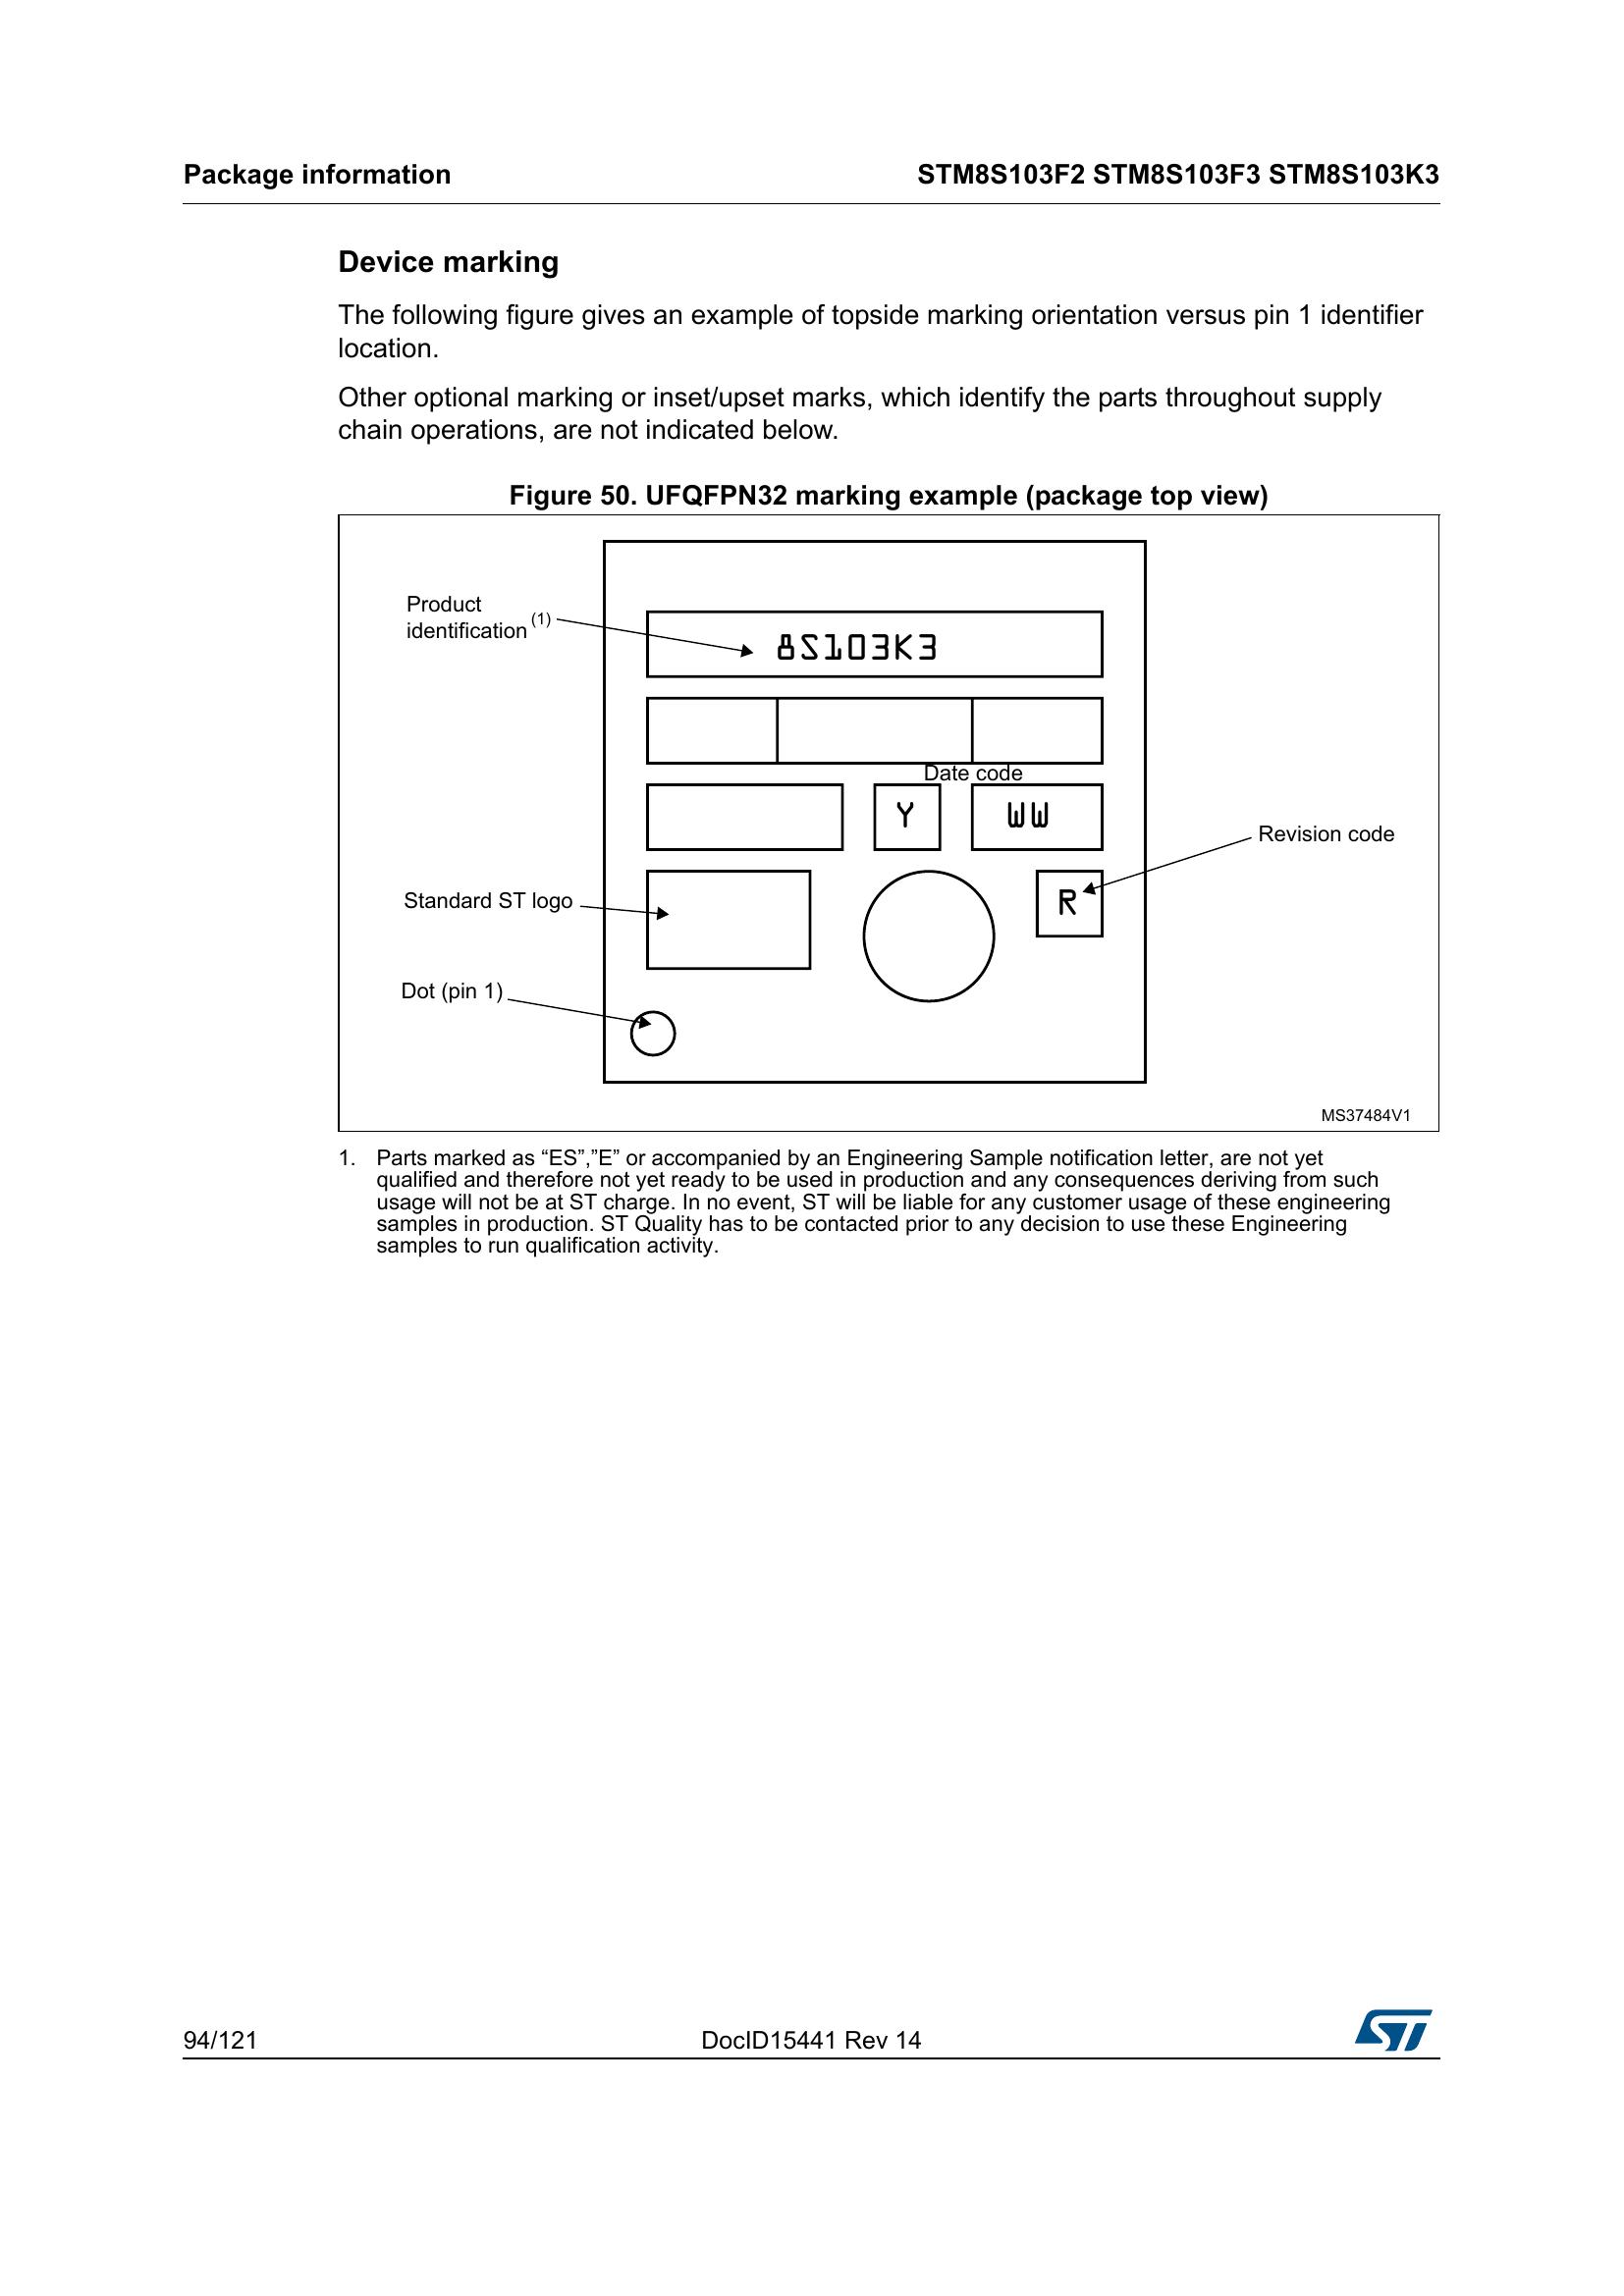 Package information STM8S103F2 STM8S103F3 STM8S103K3
Device marking
The following figure gives an example of topside marking orientation versus pin 1 identifier
location.
Other optional marking or inset/upset marks, which identify the parts throughout supply
chain operations, are not indicated below.
Figure 50. UFQFPN32 marking example (package top view)
Product
identification (1)
8S103K3
Date code
Y WW
Revision code
R
Standard ST logo
Dot (pin 1)
MS37484V1
1. Parts marked as “ES”,”E” or accompanied by an Engineering Sample notification letter, are not yet
qualified and therefore not yet ready to be used in production and any consequences deriving from such
usage will not be at ST charge. In no event, ST will be liable for any customer usage of these engineering
samples in production. ST Quality has to be contacted prior to any decision to use these Engineering
samples to run qualification activity.
94/121 DocID15441 Rev 14 ST